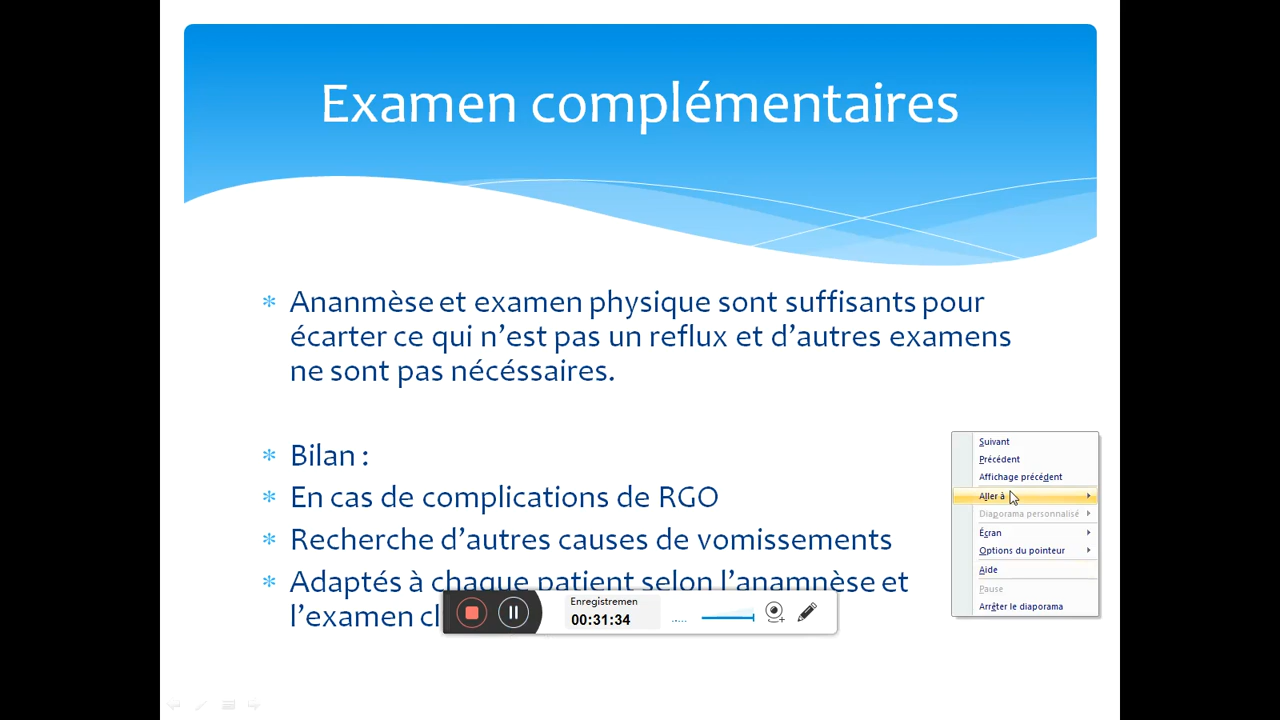 Examen complémentaires
Ananmèse et examen physique sont suffisants pour
écarter ce qui n'est pas un reflux et d'autres examens
ne sont pas nécéssaires.
Bilan :
En cas de complications de RGO
Recherche d'autres causes de vomissements
Adaptés à chaque patient selon l'anamnèse et
l'examen
Suivant
Précédent
Affichage précédent
Aller à
Diaporama personnalisé
Écran
Options du pointeur
Aide
Pause
Arrêter le diaporama
Enregistremen
00:31:34